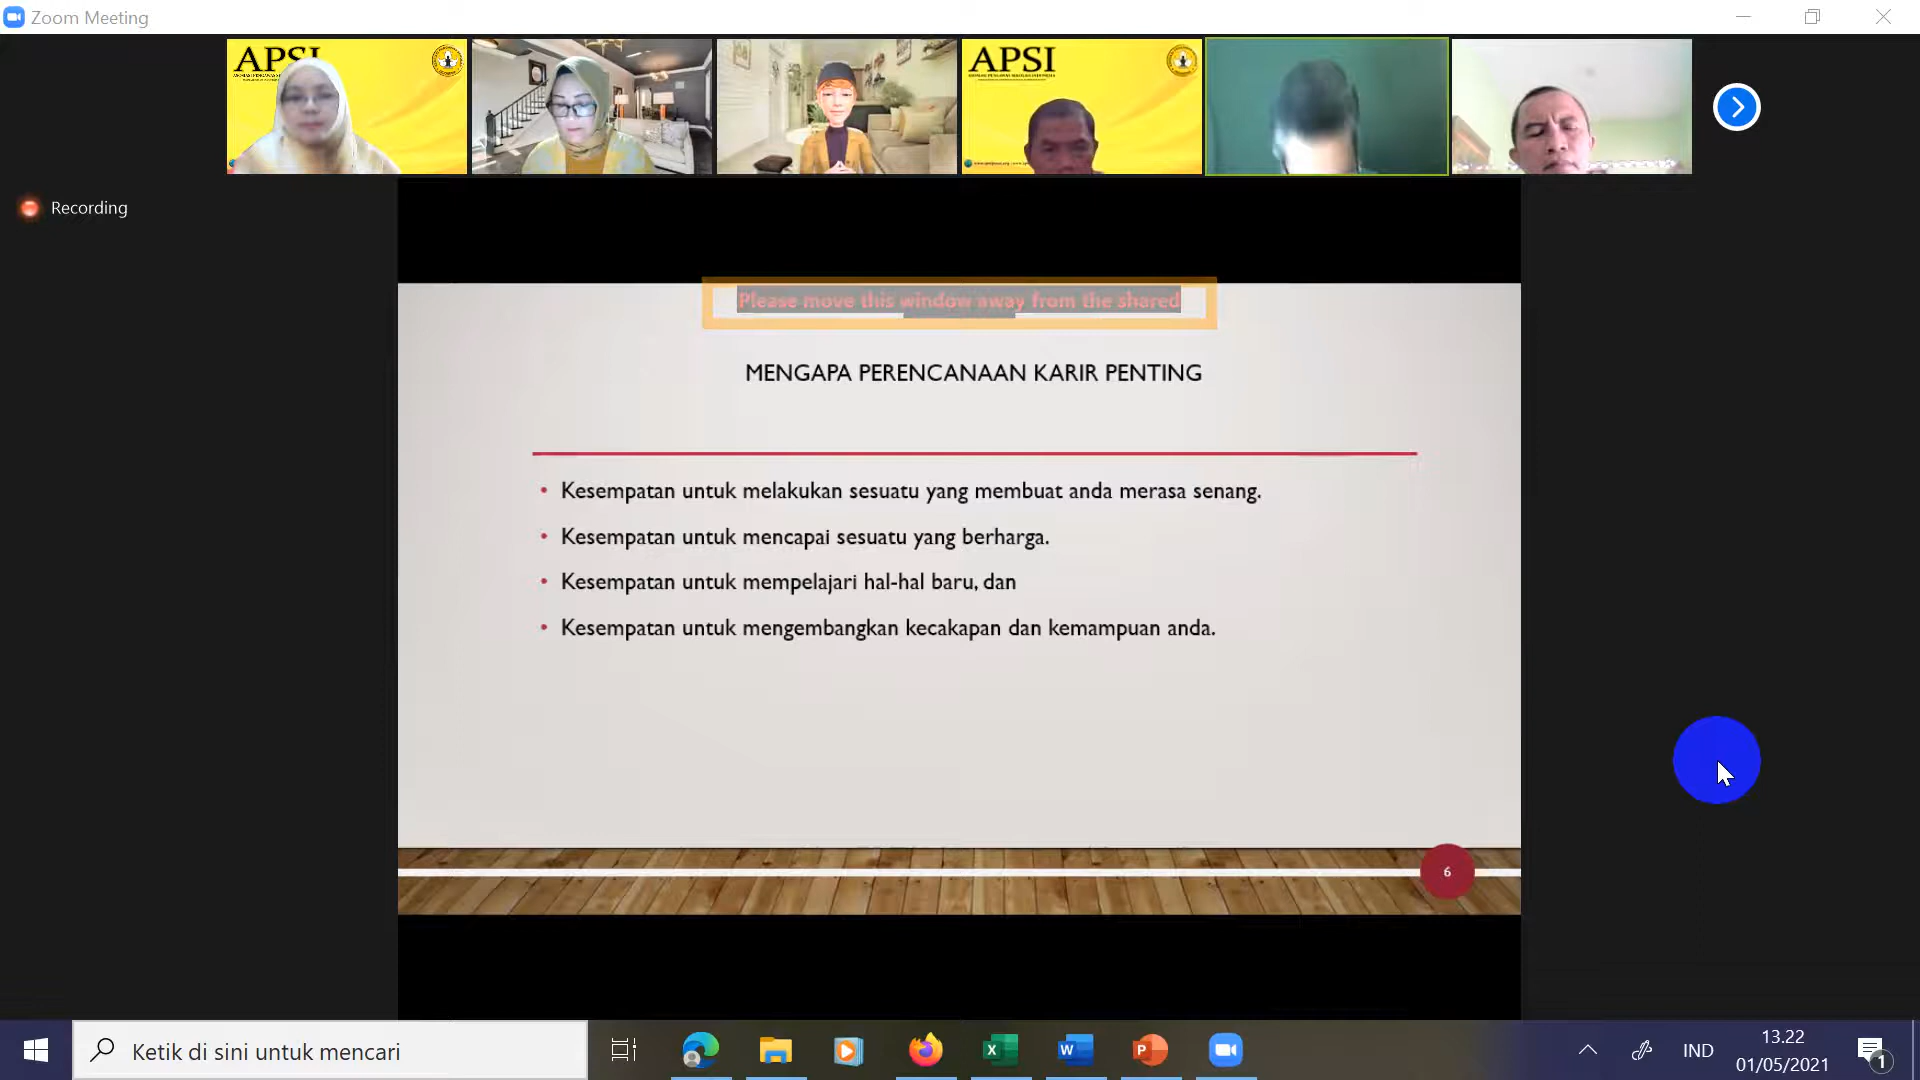 Zoom Meeting
APSI
APSI
Recording
Please move this window away from the shared
MENGAPA PERENCANAAN KARIR PENTING
• Kesempatan untuk melakukan sesuatu yang membuat anda merasa senang.
• Kesempatan untuk mencapai sesuatu yang berharga.
• Kesempatan untuk mempelajari hal-hal baru, dan
• Kesempatan untuk mengembangkan kecakapan dan kemampuan anda.
6
Ketik di sini untuk mencari
IND
13.22
01/05/2021
1